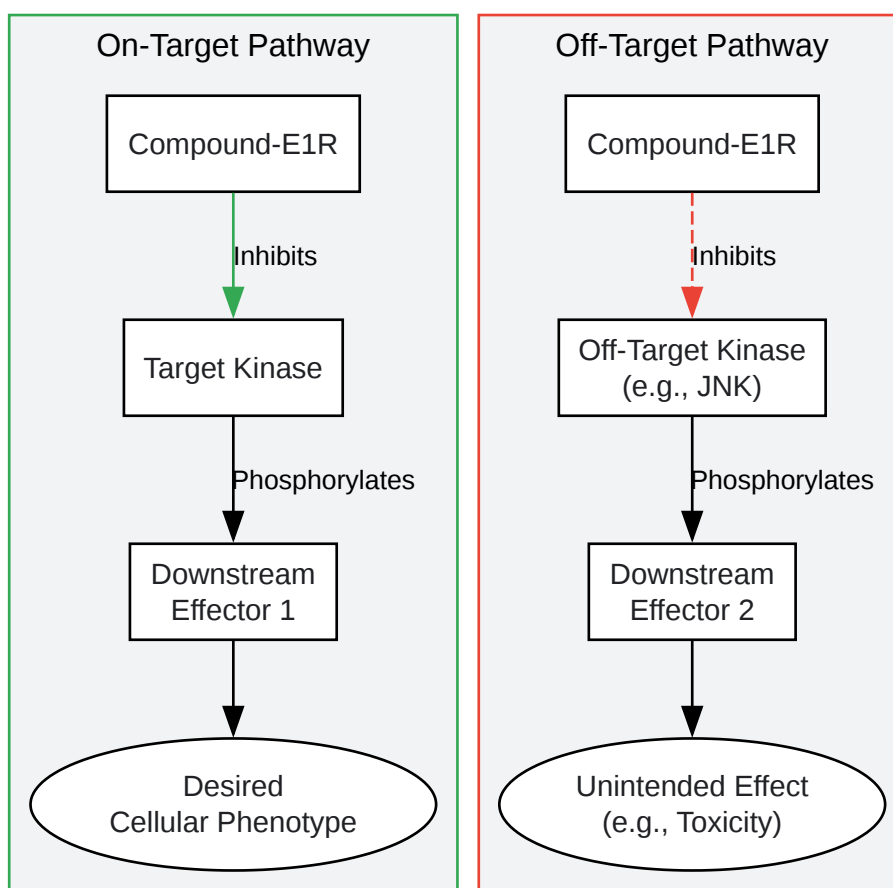 On-Target Pathway
Compound-E1R
Inhibits
Target Kinase
Phosphorylates
Downstream
Effector 1
Desired
Cellular Phenotype
Off-Target Pathway
Compound-E1R
Inhibits
Off-Target Kinase
(e.g., JNK)
Phosphorylates
Downstream
Effector 2
Unintended Effect
(e.g., Toxicity)